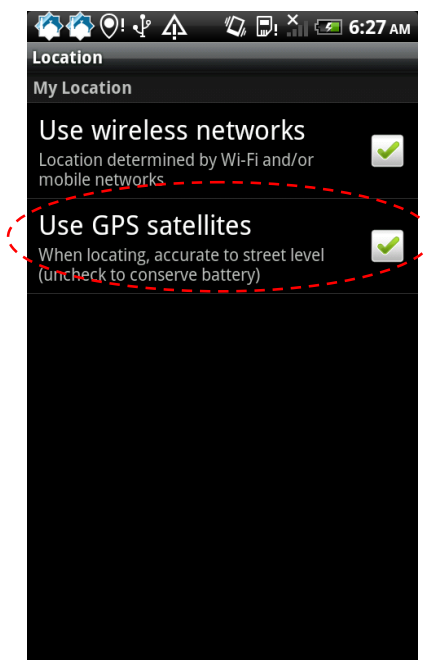 6:27 AM
Location
My Location
Use wireless networks
Location determined by Wi-Fi and/or
mobile networks
Use GPS satellites
When locating, accurate to street level
(uncheck to conserve battery)